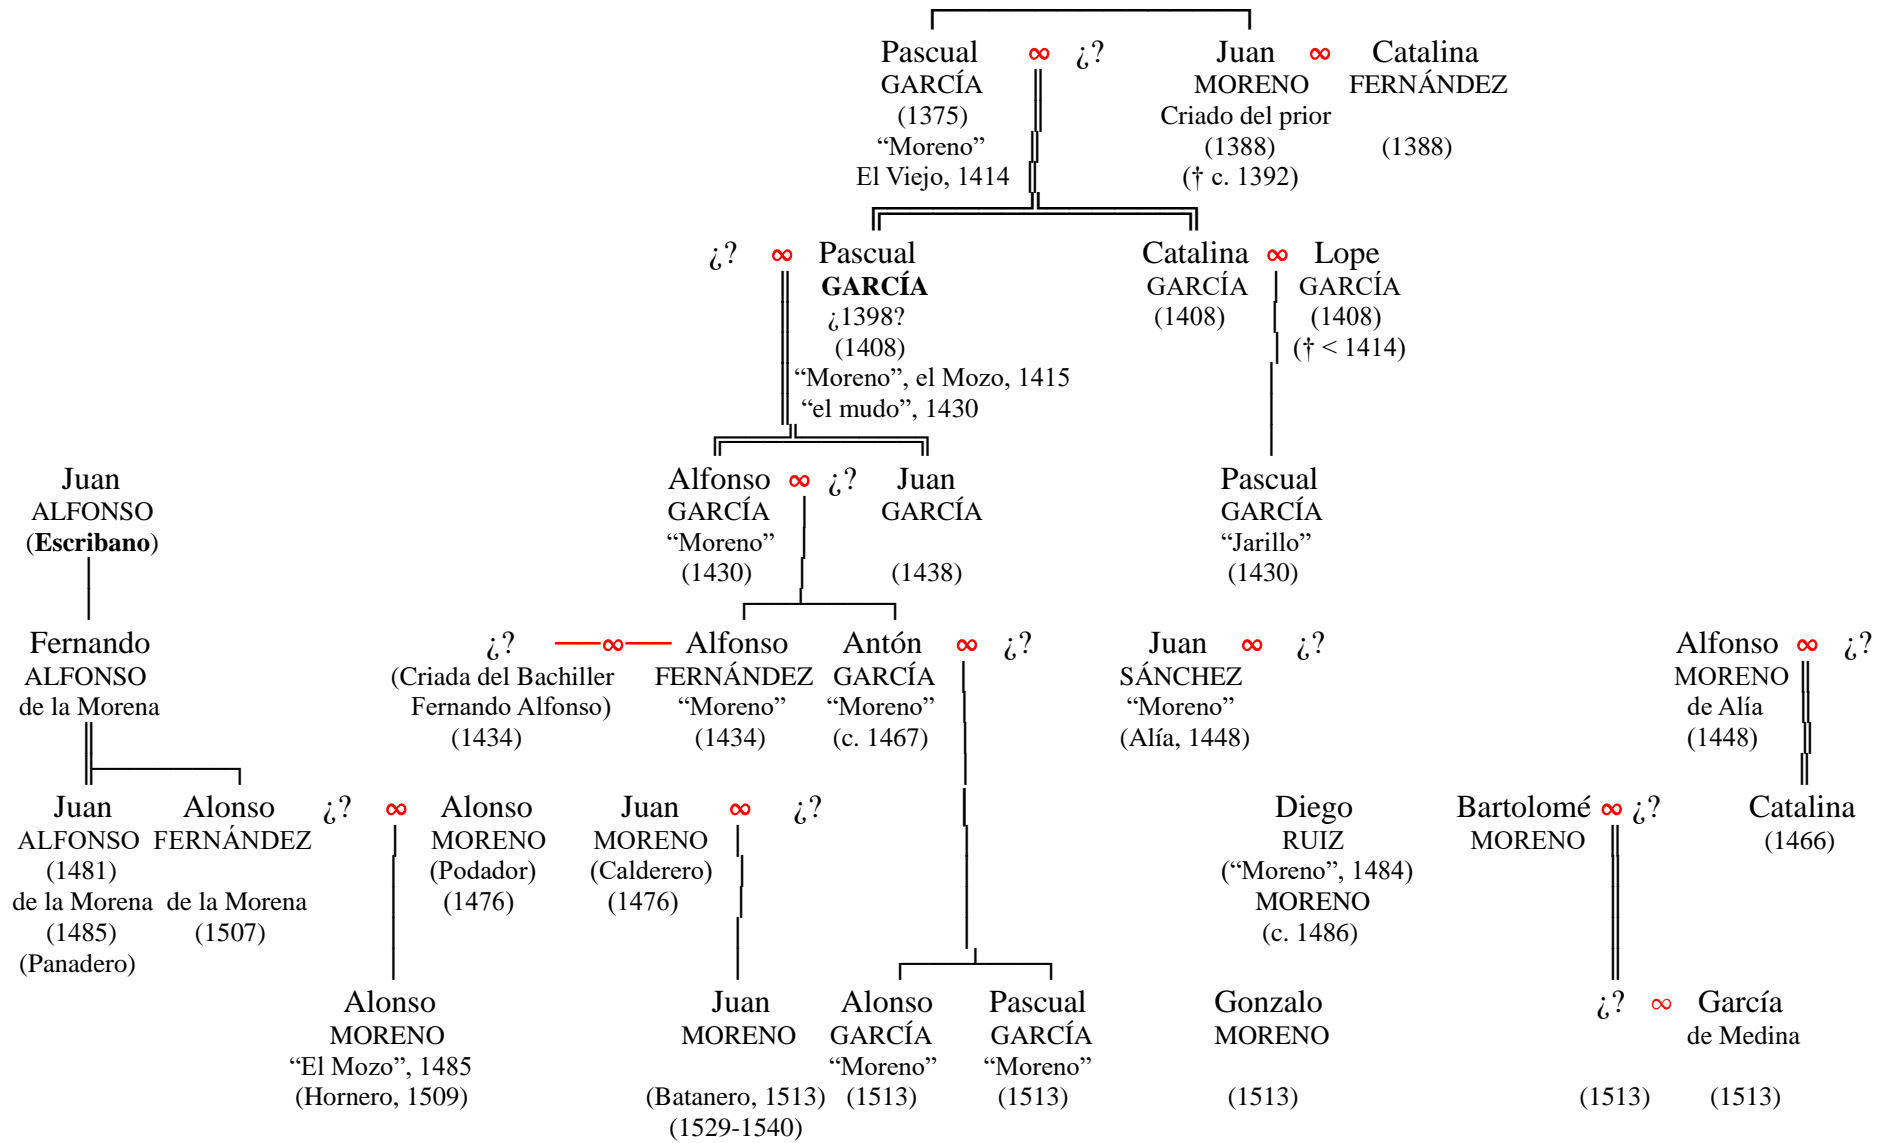 Pascual ∞ ¿? Juan ∞ Catalina
GARCÍA MORENO FERNÁNDEZ
(1375) Criado del prior
“Moreno” (1388) (1388)
El Viejo, 1414 († c. 1392)
¿? ∞ Pascual Catalina ∞ Lope
GARCÍA GARCÍA GARCÍA
¿1398? (1408) (1408)
(1408) († < 1414)
“Moreno”, el Mozo, 1415
“el mudo”, 1430
Juan Alfonso ∞ ¿? Juan Pascual
ALFONSO GARCÍA GARCÍA GARCÍA
(Escribano) “Moreno” “Jarillo”
(1430) (1438) (1430)
Fernando ¿? ∞ Alfonso Antón ∞ ¿? Juan ∞ ¿? Alfonso ∞ ¿?
ALFONSO (Criada del Bachiller FERNÁNDEZ GARCÍA SÁNCHEZ MORENO
de la Morena Fernando Alfonso) “Moreno” “Moreno” “Moreno” de Alía
(1434) (1434) (c. 1467) (Alía, 1448) (1448)
Juan Alonso ¿? ∞ Alonso Juan ∞ ¿? Diego Bartolomé ∞ ¿? Catalina
ALFONSO FERNÁNDEZ MORENO MORENO RUIZ MORENO (1466)
(1481) (Podador) (Calderero) (“Moreno”, 1484)
de la Morena de la Morena (1476) (1476) MORENO
(1485) (1507) (c. 1486)
(Panadero)
Alonso Juan Alonso Pascual Gonzalo ¿? ∞ García
MORENO MORENO GARCÍA GARCÍA MORENO de Medina
“El Mozo”, 1485 “Moreno” “Moreno”
(Hornero, 1509) (Batanero, 1513) (1513) (1513) (1513) (1513) (1513)
(1529-1540)